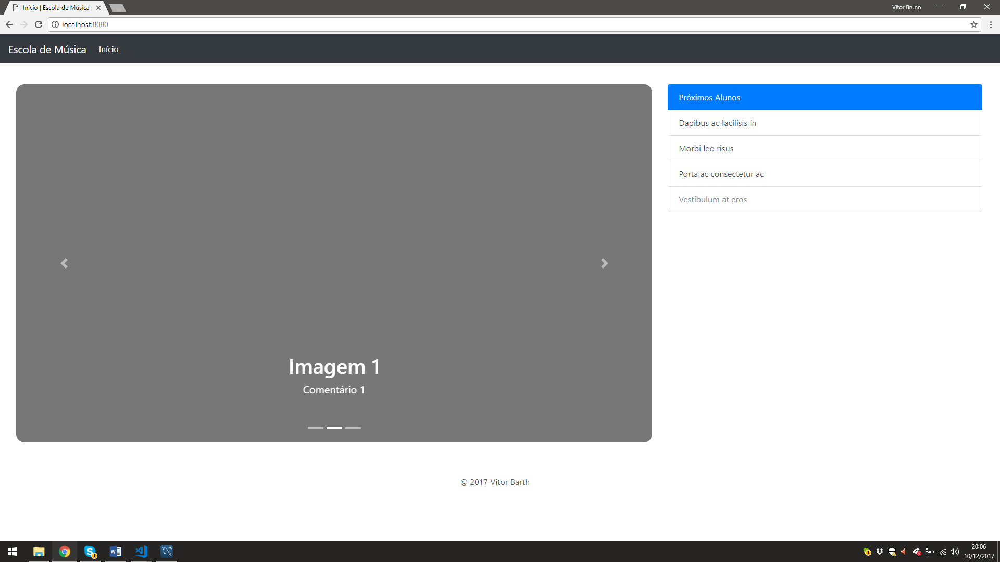 Início | Escola de Música
Vitor Bruno
localhost:8080
Escola de Música Início
Próximos Alunos
Dapibus ac facilisis in
Morbi leo risus
Porta ac consectetur ac
Vestibulum at eros
Imagem 1
Comentário 1
© 2017 Vitor Barth
20:06
10/12/2017